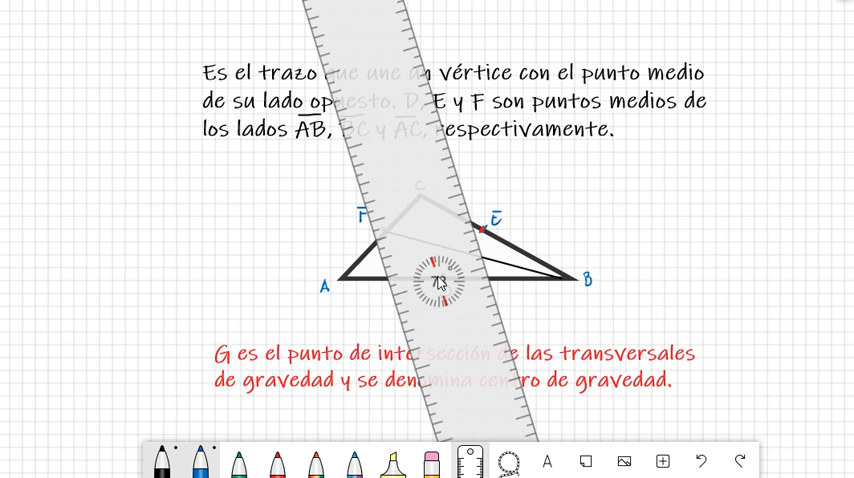 Es el trazo que une un vértice con el punto medio
de su lado opuesto. D, E y F son puntos medios de
los lados AB, BC y AC, respectivamente.
C
F
E
A
B
73
G es el punto de intersección de las transversales
de gravedad y se denomina centro de gravedad.
A